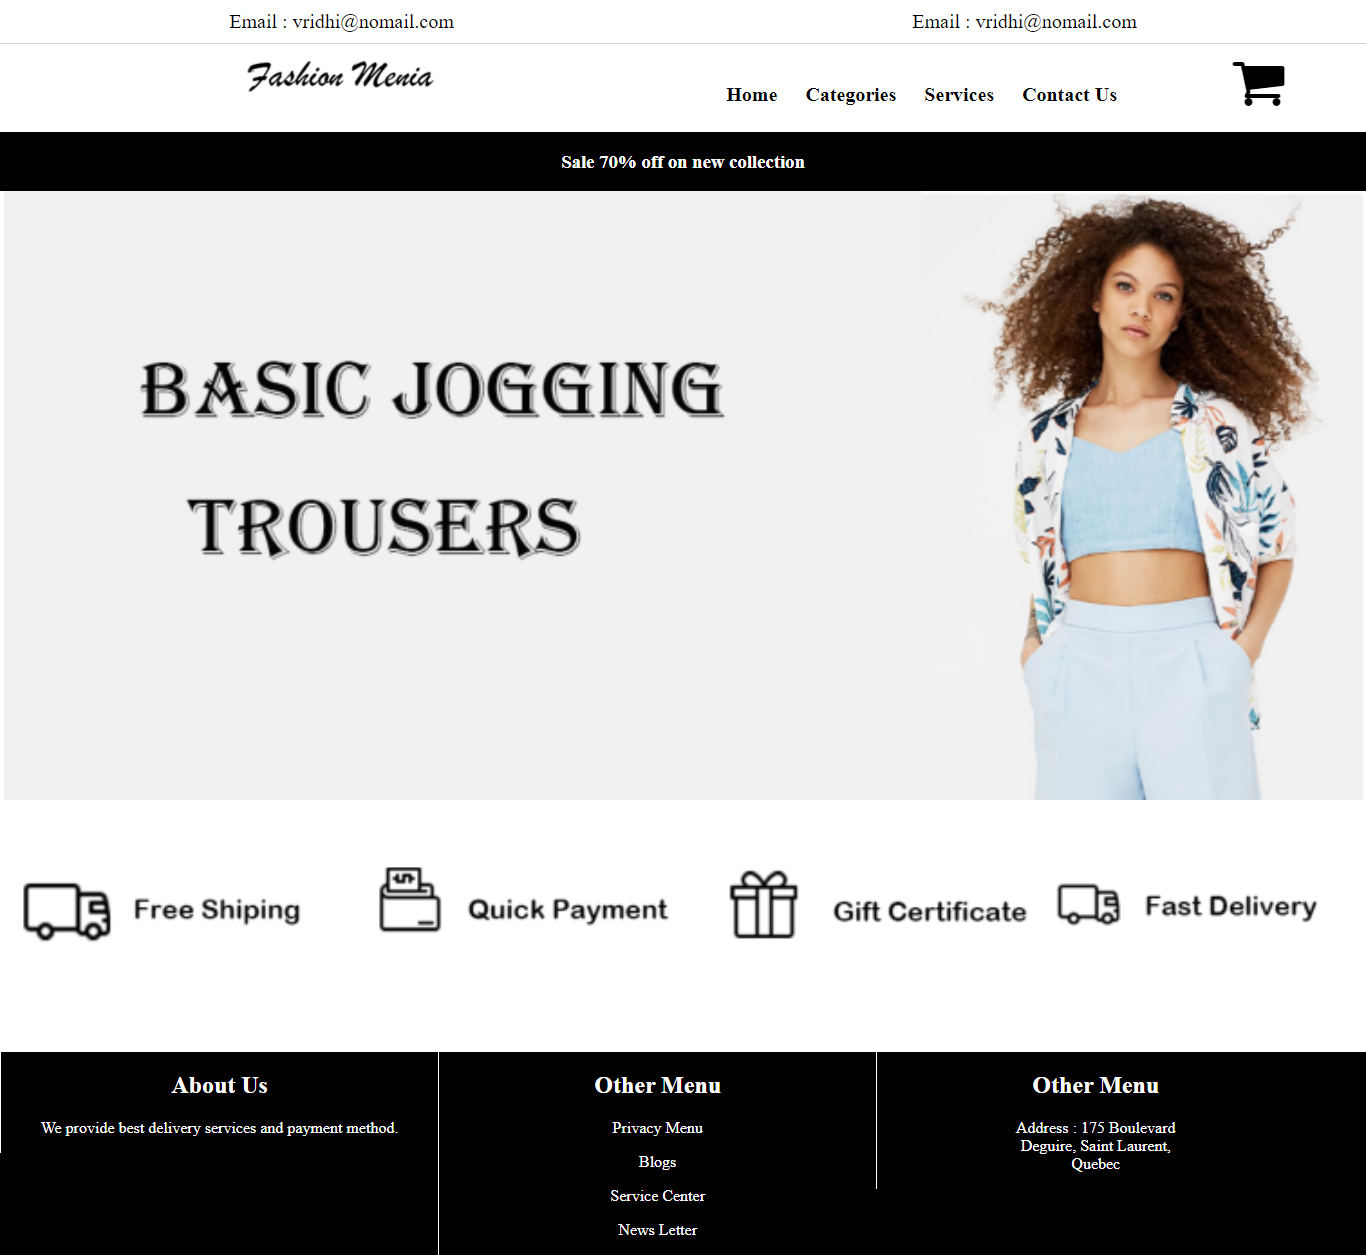 Email : vridhi@nomail.com
Email : vridhi@nomail.com
Fashion Menia
Home Categories Services Contact Us
Sale 70% off on new collection
BASIC JOGGING
TROUSERS
Free Shiping
Quick Payment
Gift Certificate
Fast Delivery
About Us
We provide best delivery services and payment method.
Other Menu
Privacy Menu
Blogs
Service Center
News Letter
Other Menu
Address : 175 Boulevard
Deguire, Saint Laurent,
Quebec